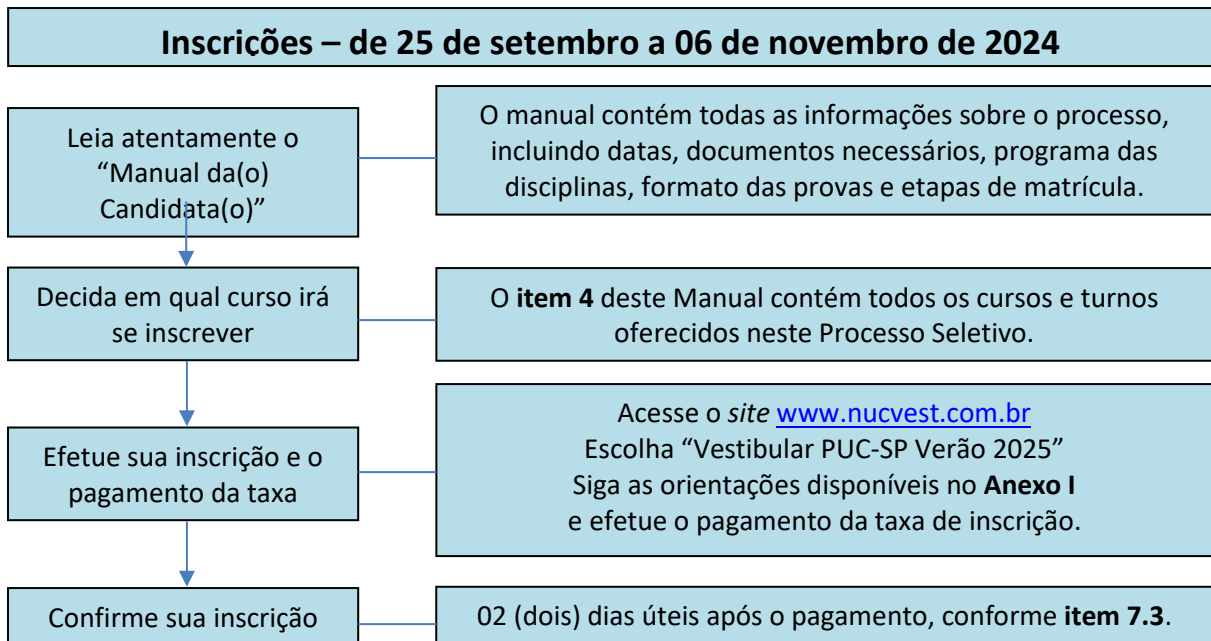 Inscrições – de 25 de setembro a 06 de novembro de 2024
Leia atentamente o
“Manual da(o)
Candidata(o)”
O manual contém todas as informações sobre o processo,
incluindo datas, documentos necessários, programa das
disciplinas, formato das provas e etapas de matrícula.
Decida em qual curso irá
se inscrever
O item 4 deste Manual contém todos os cursos e turnos
oferecidos neste Processo Seletivo.
Efetue sua inscrição e o
pagamento da taxa
Acesse o site www.nucvest.com.br
Escolha “Vestibular PUC-SP Verão 2025”
Siga as orientações disponíveis no Anexo I
e efetue o pagamento da taxa de inscrição.
Confirme sua inscrição
02 (dois) dias úteis após o pagamento, conforme item 7.3.